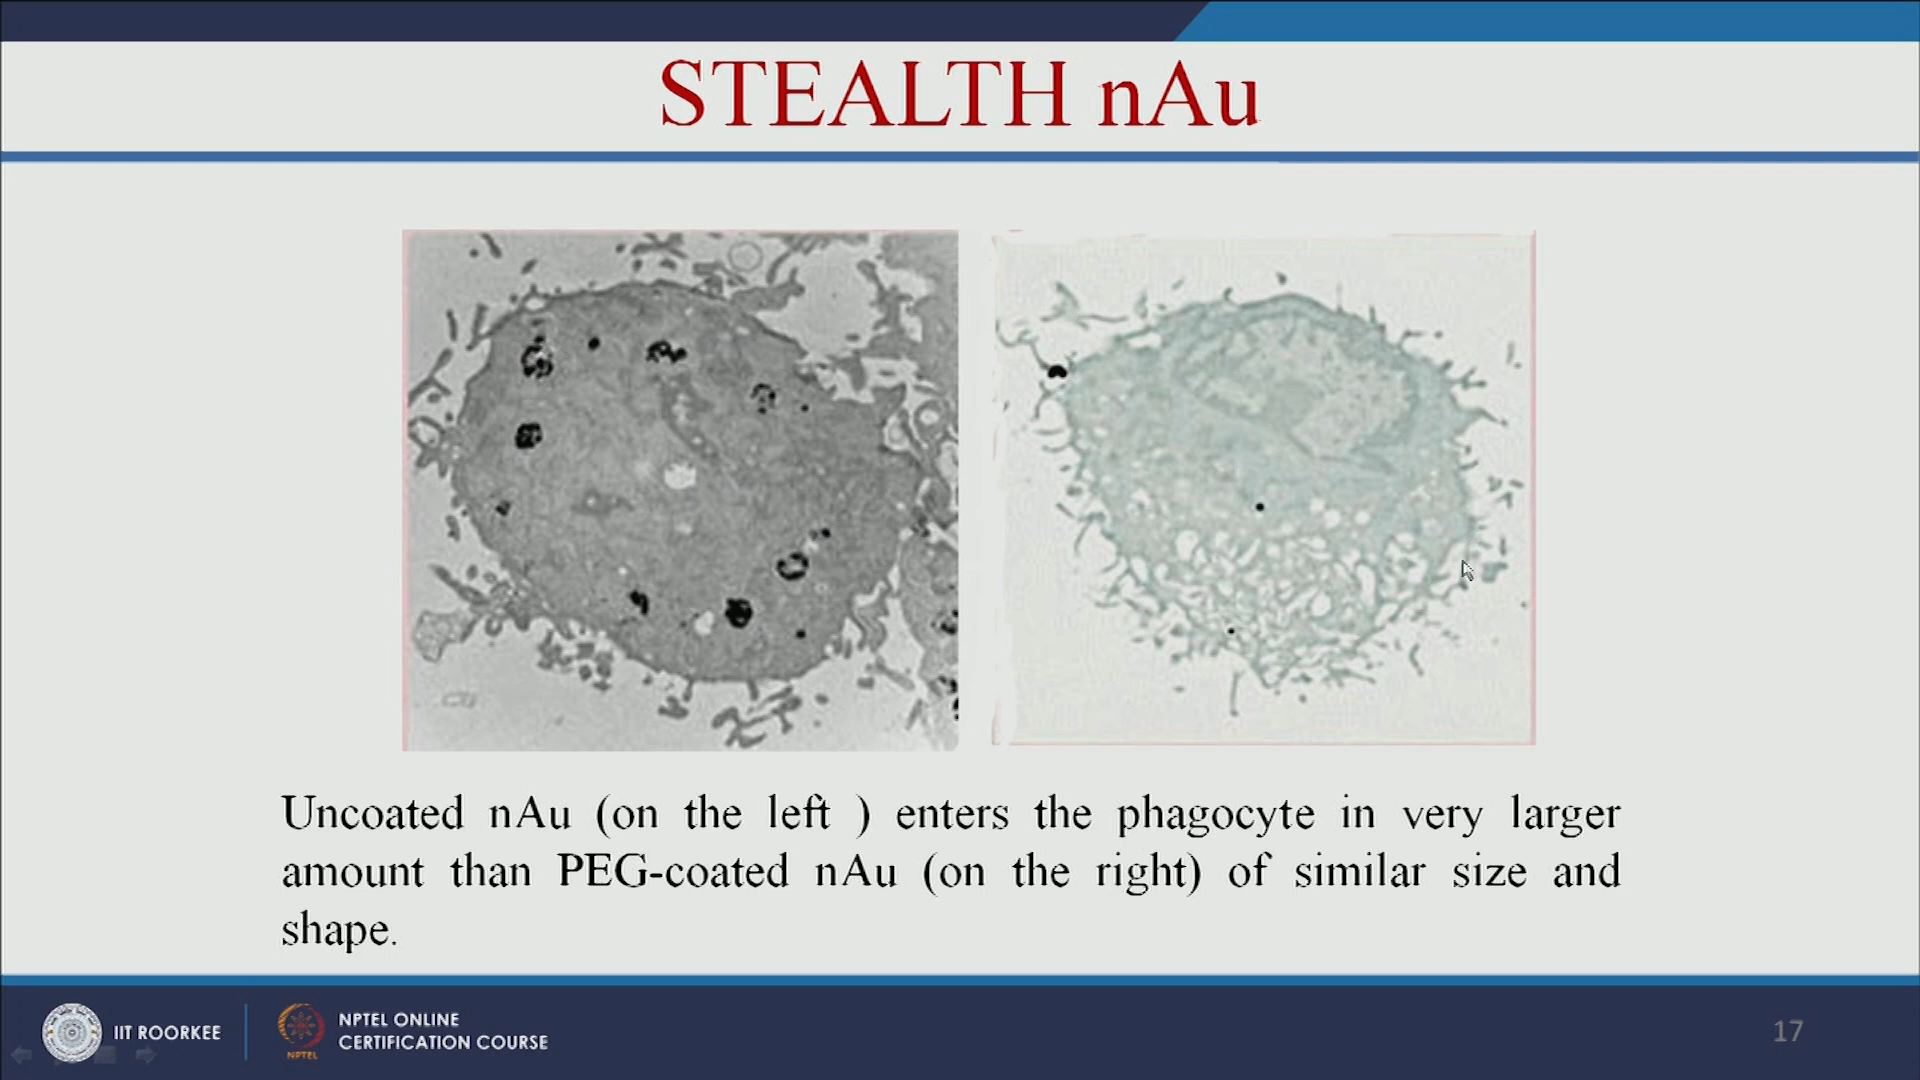 STEALTH nAu
Uncoated nAu (on the left ) enters the phagocyte in very larger
amount than PEG-coated nAu (on the right) of similar size and
shape.
IIT ROORKEE
NPTEL
NPTEL ONLINE
CERTIFICATION COURSE
17